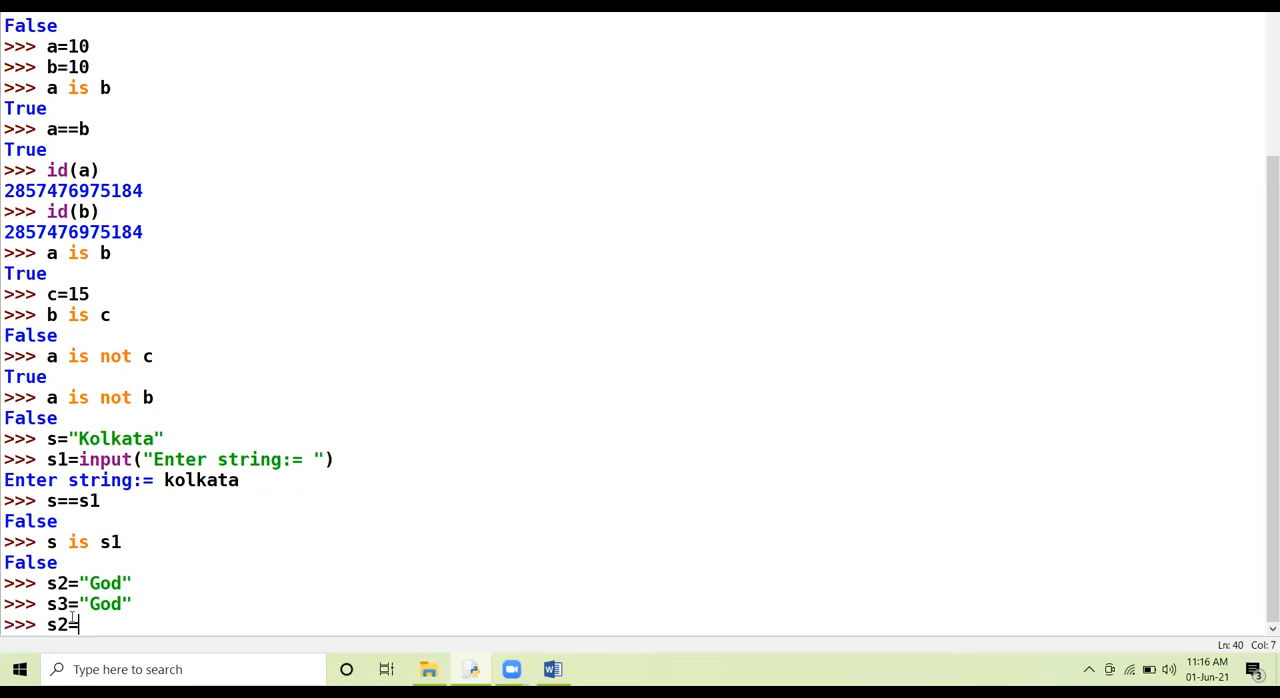 False
>>> a=10
>>> b=10
>>> a is b
True
>>> a==b
True
>>> id(a)
2857476975184
>>> id(b)
2857476975184
>>> a is b
True
>>> c=15
>>> b is c
False
>>> a is not c
True
>>> a is not b
False
>>> s="Kolkata"
>>> s1=input("Enter string:= ")
Enter string:= kolkata
>>> s==s1
False
>>> s is s1
False
>>> s2="God"
>>> s3="God"
>>> s2=
Ln: 40 Col: 7
Type here to search
11:16 AM
01-Jun-21
3